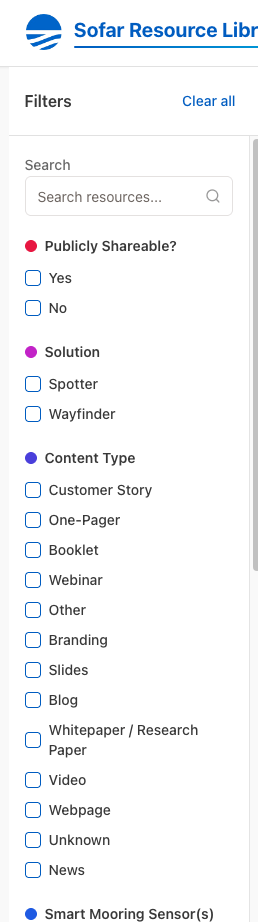 Sofar Resource Libr
Filters
Clear all
Search
Search resources...
Publicly Shareable?
Yes
No
Solution
Spotter
Wayfinder
Content Type
Customer Story
One-Pager
Booklet
Webinar
Other
Branding
Slides
Blog
Whitepaper / Research
Paper
Video
Webpage
Unknown
News
Smart Mooring Sensor(s)